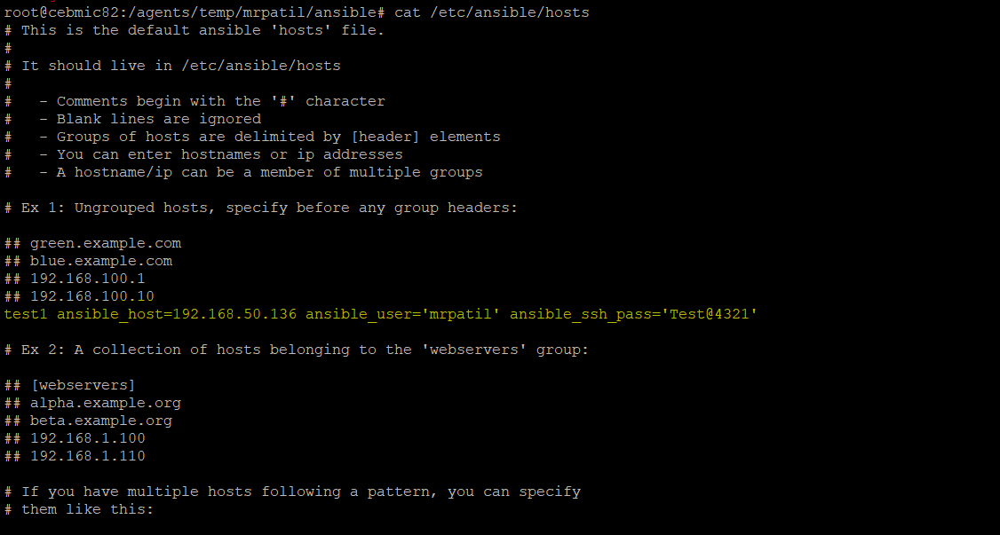 root@cebmic82:/agents/temp/mrpatil/ansible# cat /etc/ansible/hosts
# This is the default ansible 'hosts' file.
#
# It should live in /etc/ansible/hosts
#
#   - Comments begin with the '#' character
#   - Blank lines are ignored
#   - Groups of hosts are delimited by [header] elements
#   - You can enter hostnames or ip addresses
#   - A hostname/ip can be a member of multiple groups

# Ex 1: Ungrouped hosts, specify before any group headers:

## green.example.com
## blue.example.com
## 192.168.100.1
## 192.168.100.10
test1 ansible_host=192.168.50.136 ansible_user='mrpatil' ansible_ssh_pass='Test@4321'

# Ex 2: A collection of hosts belonging to the 'webservers' group:

## [webservers]
## alpha.example.org
## beta.example.org
## 192.168.1.100
## 192.168.1.110

# If you have multiple hosts following a pattern, you can specify
# them like this: